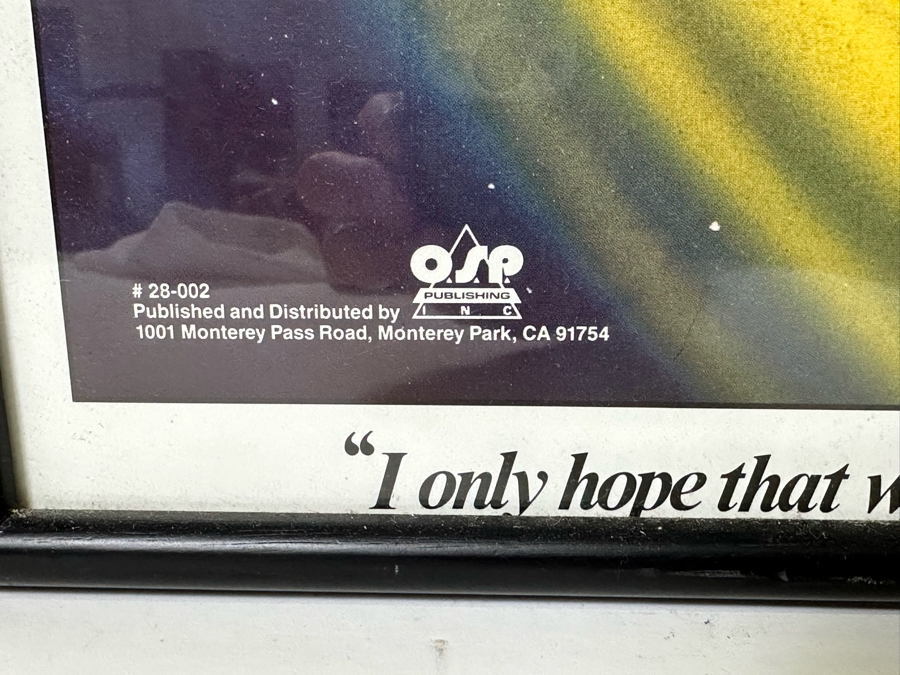 O.S.P.
PUBLISHING
INC
# 28-002
Published and Distributed by
1001 Monterey Pass Road, Monterey Park, CA 91754
“I only hope that w